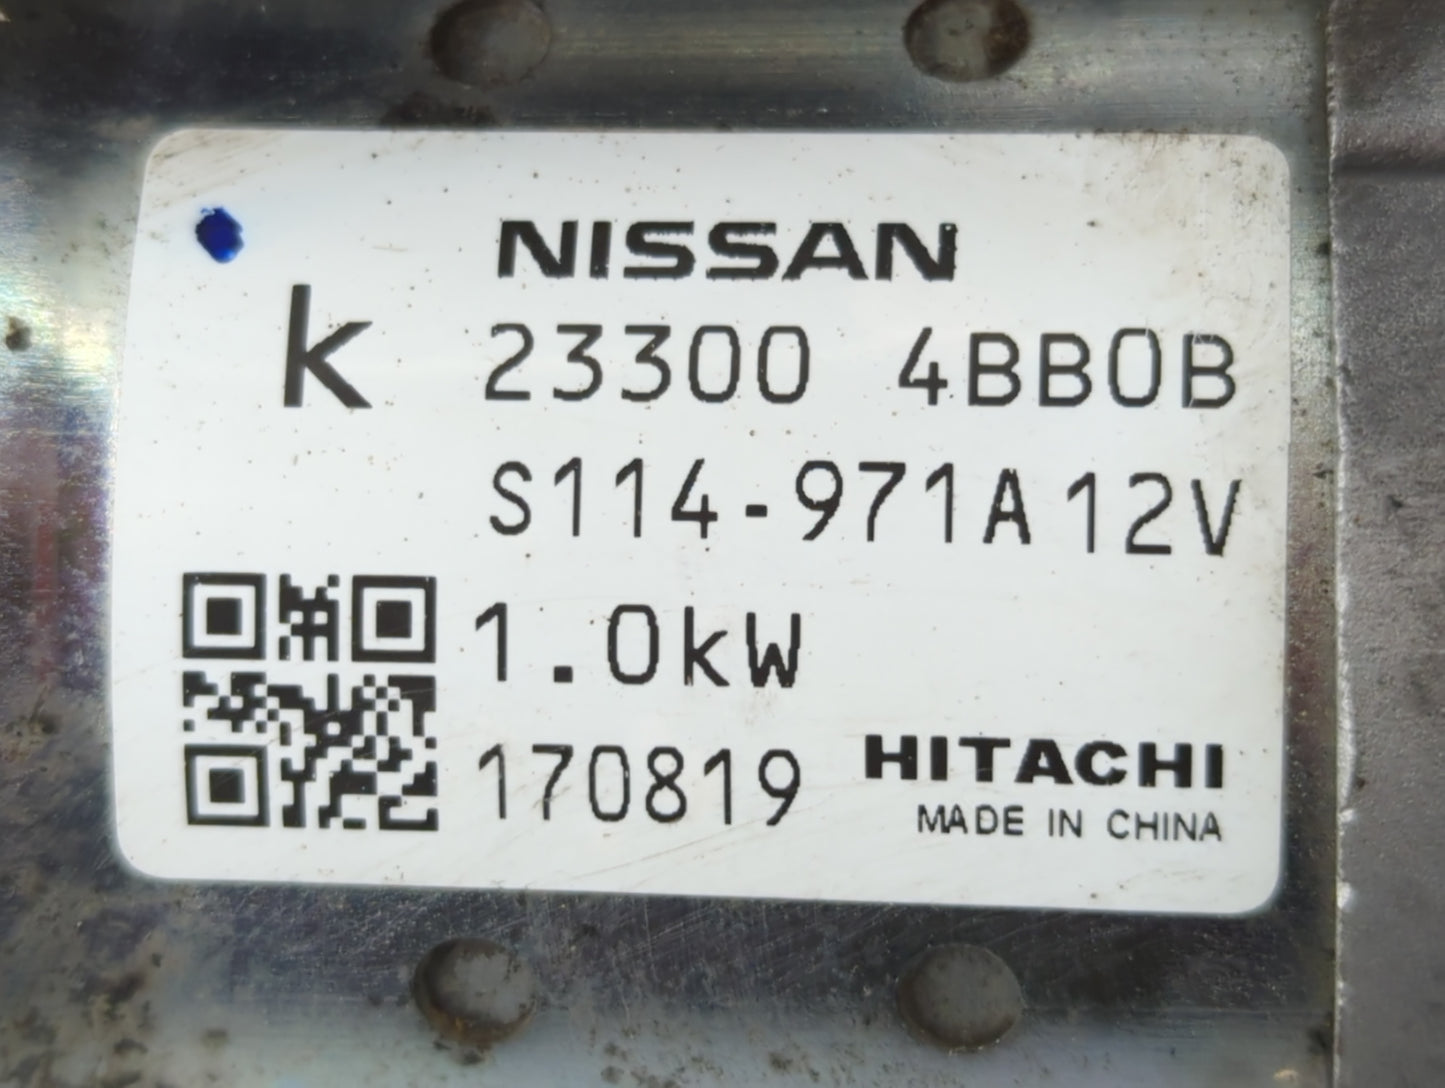 NISSAN
k 23300 4BB0B
S114-971A 12V
1.0kW
170819 HITACHI
MADE IN CHINA